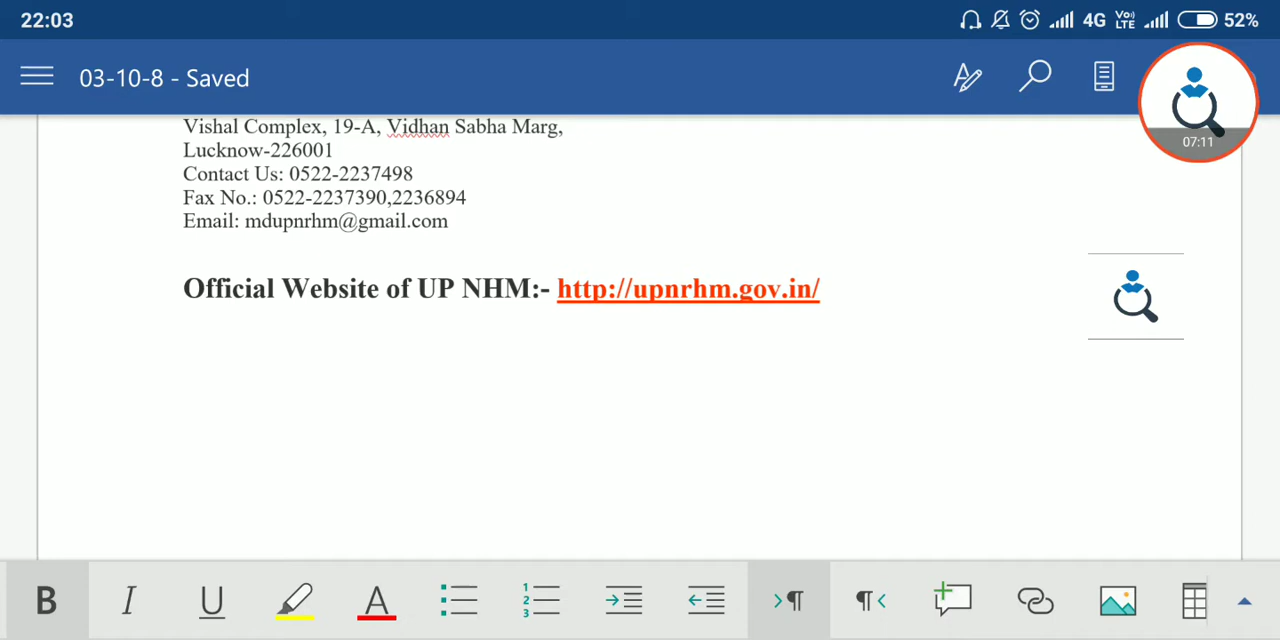 22:03
4G
Vo))
LTE
52%
03-10-8 - Saved
07:11
Vishal Complex, 19-A, Vidhan Sabha Marg,
Lucknow-226001
Contact Us: 0522-2237498
Fax No.: 0522-2237390,2236894
Email: mdupnrhm@gmail.com
Official Website of UP NHM:- http://upnrhm.gov.in/
B I U A